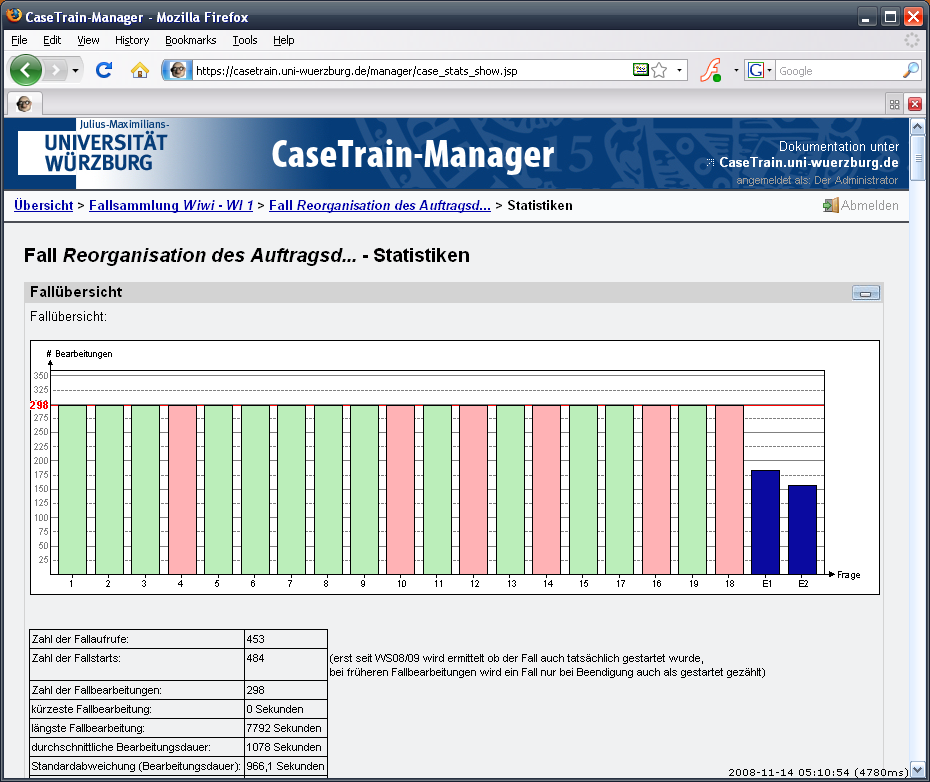 CaseTrain-Manager - Mozilla Firefox
File Edit View History Bookmarks Tools Help
https://casetrain.uni-wuerzburg.de/manager/case_stats_show.jsp
G Google
Julius-Maximilians-
UNIVERSITÄT
WÜRZBURG
CaseTrain-Manager
Dokumentation unter
CaseTrain.uni-wuerzburg.de
angemeldet als: Der Administrator
Übersicht > Fallsammlung Wiwi - WI 1 > Fall Reorganisation des Auftragsd... > Statistiken
Abmelden
Fall Reorganisation des Auftragsd... - Statistiken
Fallübersicht
Fallübersicht:
# Bearbeitungen
350
325
298
275
250
225
200
175
150
125
100
75
50
25
1 2 3 4 5 6 7 8 9 10 11 12 13 14 15 17 16 19 18 E1 E2
Frage
Zahl der Fallaufrufe: 453
Zahl der Fallstarts: 484 (erst seit WS08/09 wird ermittelt ob der Fall auch tatsächlich gestartet wurde,
bei früheren Fallbearbeitungen wird ein Fall nur bei Beendigung auch als gestartet gezählt)
Zahl der Fallbearbeitungen: 298
kürzeste Fallbearbeitung: 0 Sekunden
längste Fallbearbeitung: 7792 Sekunden
durchschnittliche Bearbeitungsdauer: 1078 Sekunden
Standardabweichung (Bearbeitungsdauer): 966,1 Sekunden
2008-11-14 05:10:54 (4780ms)